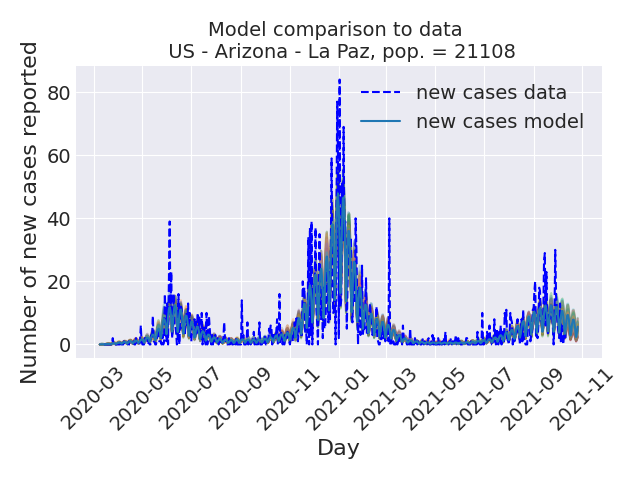 Model comparison to data
US - Arizona - La Paz, pop. = 21108
Number of new cases reported
80
60
40
20
0
new cases data
new cases model
2020-03
2020-05
2020-07
2020-09
2020-11
2021-01
2021-03
2021-05
2021-07
2021-09
2021-11
Day